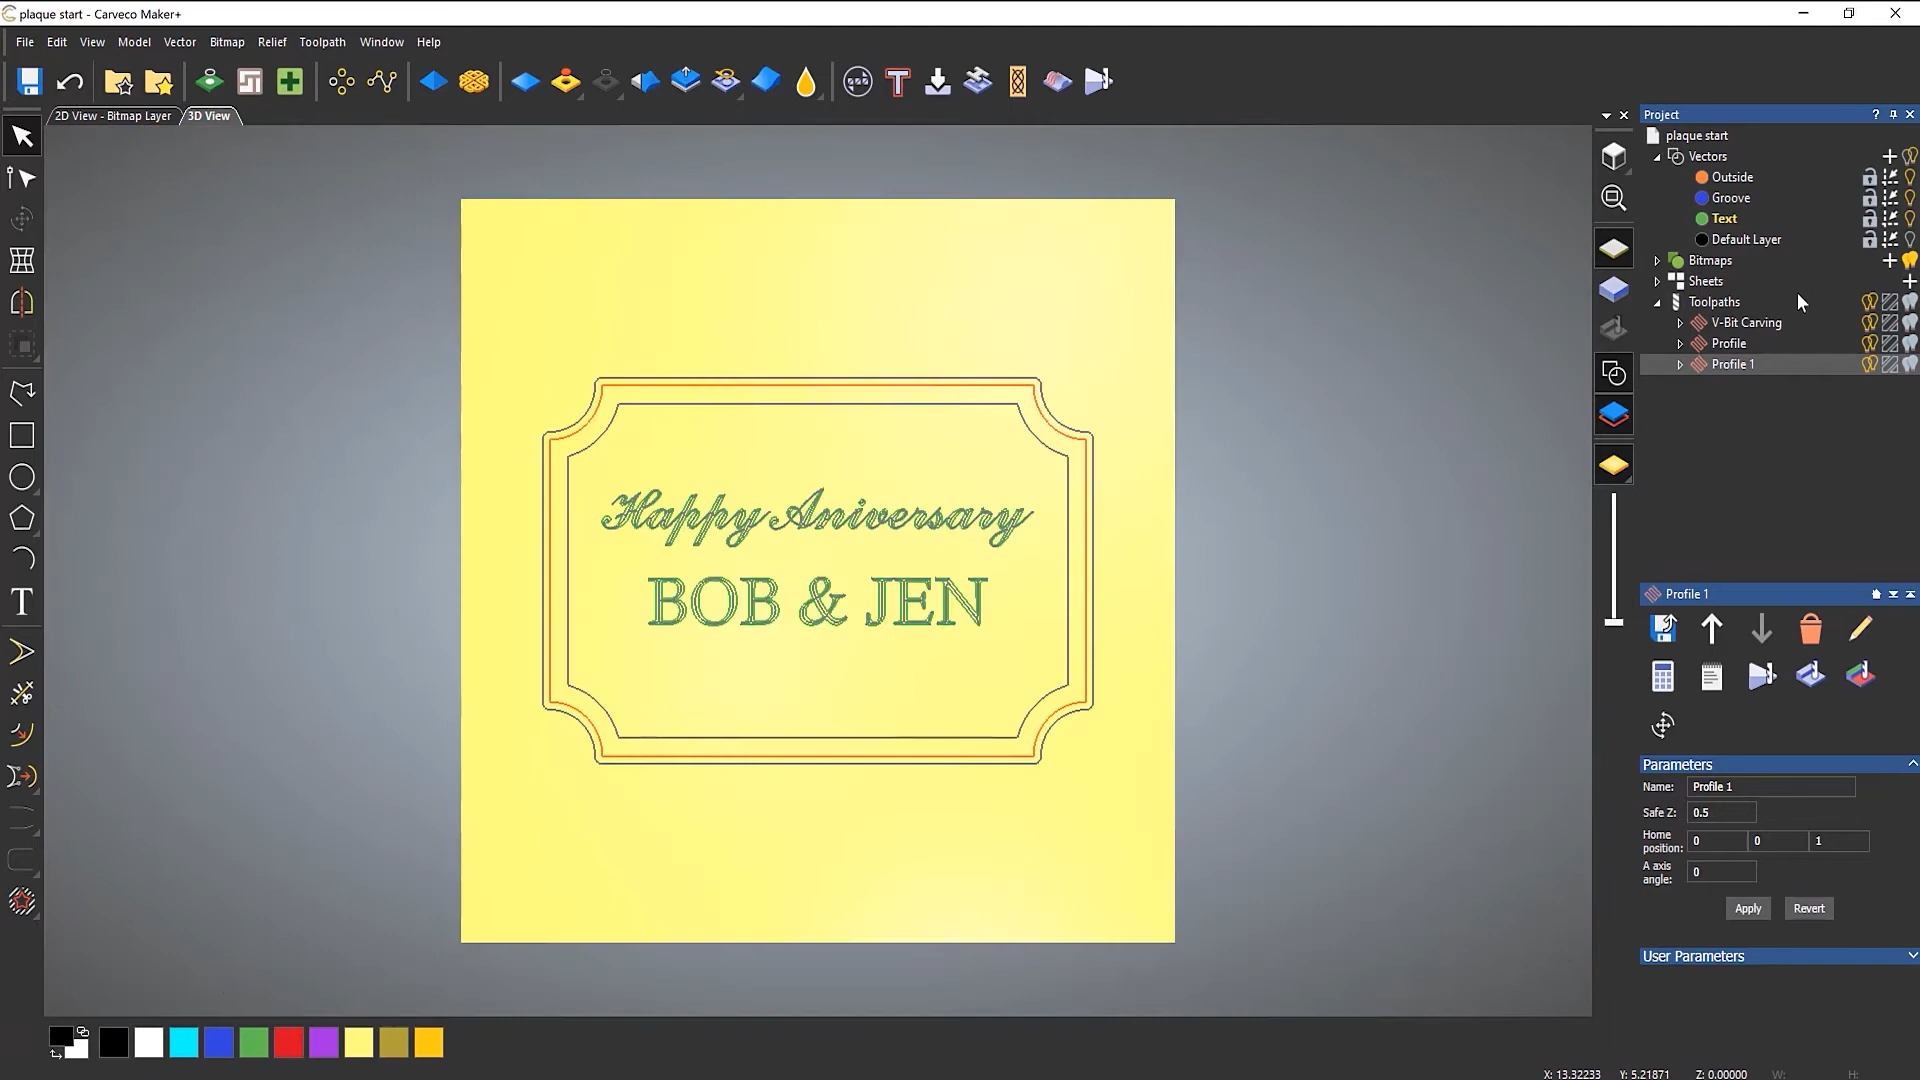 plaque start - Carveco Maker+
File Edit View Model Vector Bitmap Relief Toolpath Window Help
2D View - Bitmap Layer 3D View
Project
plaque start
Vectors
Outside
Groove
Text
Default Layer
Bitmaps
Sheets
Toolpaths
V-Bit Carving
Profile
Profile 1
Happy Aniversary
BOB & JEN
Profile 1
Parameters
Name: Profile 1
Safe Z: 0.5
Home position: 0 0 1
A axis angle: 0
Apply Revert
User Parameters
X: 13.32233 Y: 5.21871 Z: 0.00000 W: H: